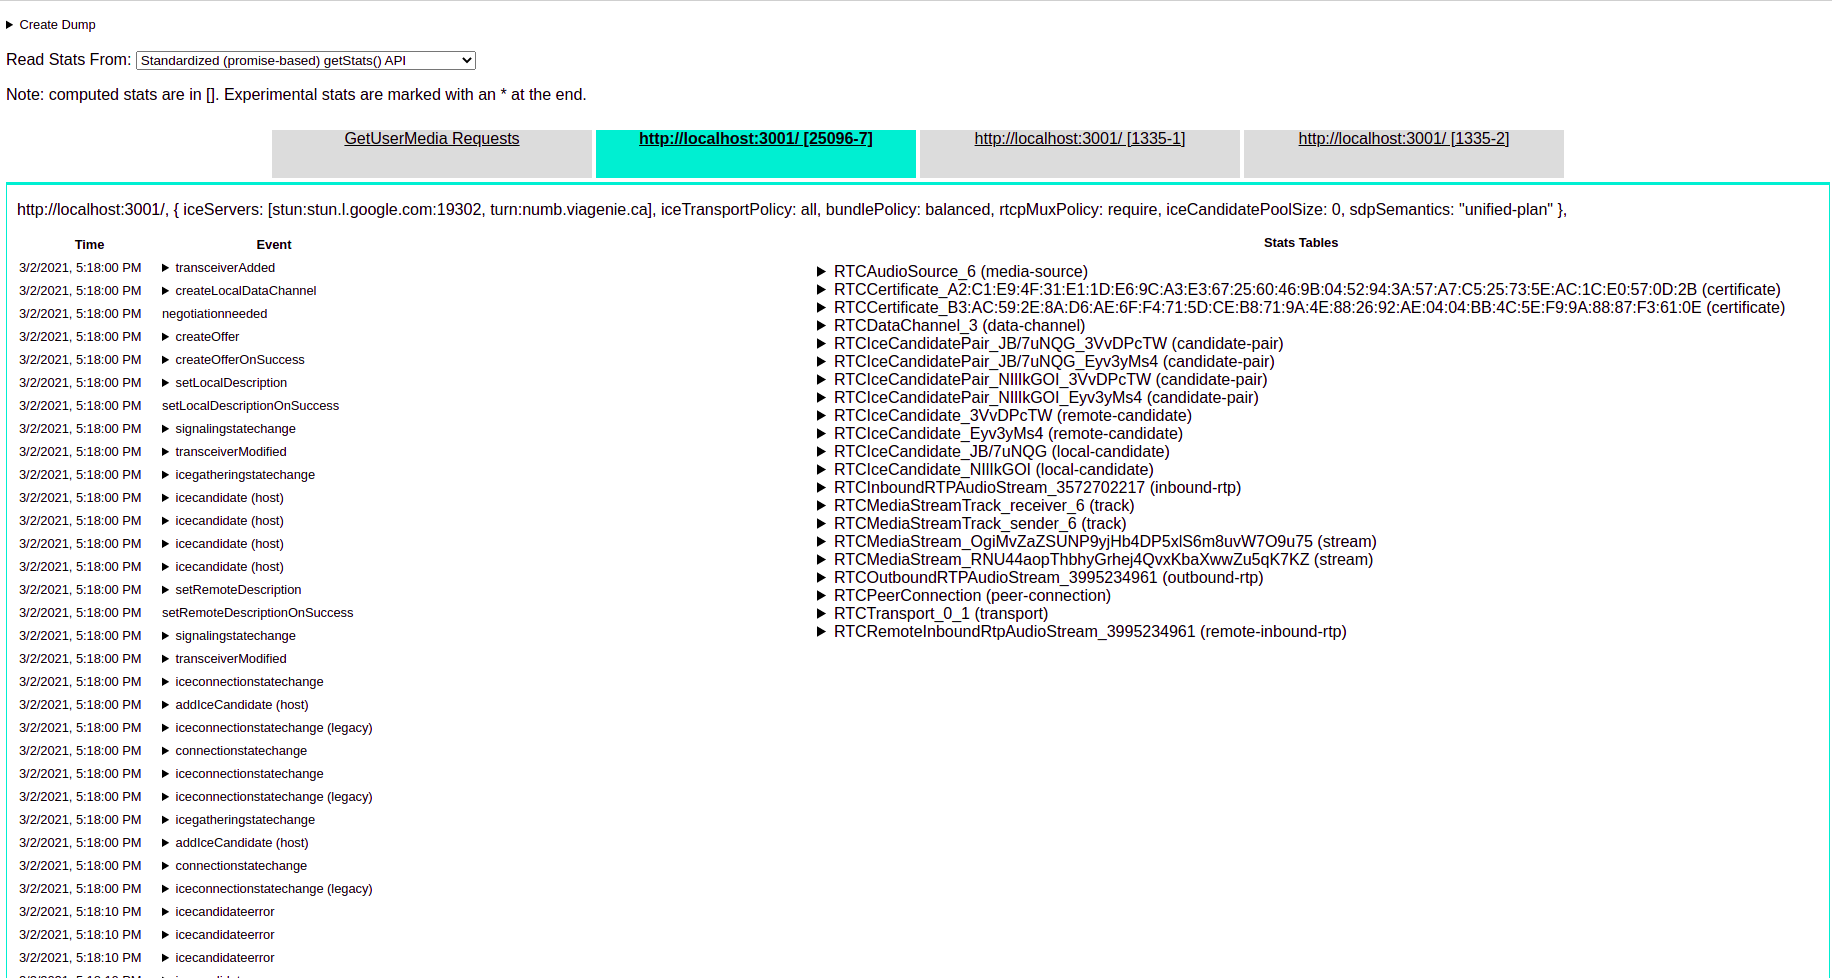 Create Dump
Read Stats From: Standardized (promise-based) getStats() API
Note: computed stats are in []. Experimental stats are marked with an * at the end.
GetUserMedia Requests
http://localhost:3001/ [25096-7]
http://localhost:3001/ [1335-1]
http://localhost:3001/ [1335-2]
http://localhost:3001/, { iceServers: [stun:stun.l.google.com:19302, turn:numb.viagenie.ca], iceTransportPolicy: all, bundlePolicy: balanced, rtcpMuxPolicy: require, iceCandidatePoolSize: 0, sdpSemantics: "unified-plan" },
Time Event
3/2/2021, 5:18:00 PM transceiverAdded
3/2/2021, 5:18:00 PM createLocalDataChannel
3/2/2021, 5:18:00 PM negotiationneeded
3/2/2021, 5:18:00 PM createOffer
3/2/2021, 5:18:00 PM createOfferOnSuccess
3/2/2021, 5:18:00 PM setLocalDescription
3/2/2021, 5:18:00 PM setLocalDescriptionOnSuccess
3/2/2021, 5:18:00 PM signalingstatechange
3/2/2021, 5:18:00 PM transceiverModified
3/2/2021, 5:18:00 PM icegatheringstatechange
3/2/2021, 5:18:00 PM icecandidate (host)
3/2/2021, 5:18:00 PM icecandidate (host)
3/2/2021, 5:18:00 PM icecandidate (host)
3/2/2021, 5:18:00 PM icecandidate (host)
3/2/2021, 5:18:00 PM setRemoteDescription
3/2/2021, 5:18:00 PM setRemoteDescriptionOnSuccess
3/2/2021, 5:18:00 PM signalingstatechange
3/2/2021, 5:18:00 PM transceiverModified
3/2/2021, 5:18:00 PM iceconnectionstatechange
3/2/2021, 5:18:00 PM addIceCandidate (host)
3/2/2021, 5:18:00 PM iceconnectionstatechange (legacy)
3/2/2021, 5:18:00 PM connectionstatechange
3/2/2021, 5:18:00 PM iceconnectionstatechange
3/2/2021, 5:18:00 PM iceconnectionstatechange (legacy)
3/2/2021, 5:18:00 PM icegatheringstatechange
3/2/2021, 5:18:00 PM addIceCandidate (host)
3/2/2021, 5:18:00 PM connectionstatechange
3/2/2021, 5:18:00 PM iceconnectionstatechange (legacy)
3/2/2021, 5:18:10 PM icecandidateerror
3/2/2021, 5:18:10 PM icecandidateerror
3/2/2021, 5:18:10 PM icecandidateerror
Stats Tables
RTCAudioSource_6 (media-source)
RTCCertificate_A2:C1:E9:4F:31:E1:1D:E6:9C:A3:E3:67:25:60:46:9B:04:52:94:3A:57:A7:C5:25:73:5E:AC:1C:E0:57:0D:2B (certificate)
RTCCertificate_B3:AC:59:2E:8A:D6:AE:6F:F4:71:5D:CE:B8:71:9A:4E:88:26:92:AE:04:04:BB:4C:5E:F9:9A:88:87:F3:61:0E (certificate)
RTCDataChannel_3 (data-channel)
RTCIceCandidatePair_JB/7uNQG_3VvDPcTW (candidate-pair)
RTCIceCandidatePair_JB/7uNQG_Eyv3yMs4 (candidate-pair)
RTCIceCandidatePair_NIIIkGOI_3VvDPcTW (candidate-pair)
RTCIceCandidatePair_NIIIkGOI_Eyv3yMs4 (candidate-pair)
RTCIceCandidate_3VvDPcTW (remote-candidate)
RTCIceCandidate_Eyv3yMs4 (remote-candidate)
RTCIceCandidate_JB/7uNQG (local-candidate)
RTCIceCandidate_NIIIkGOI (local-candidate)
RTCInboundRTPAudioStream_3572702217 (inbound-rtp)
RTCMediaStreamTrack_receiver_6 (track)
RTCMediaStreamTrack_sender_6 (track)
RTCMediaStream_OgiMvZaZSUNP9yjHb4DP5xlS6m8uvW7O9u75 (stream)
RTCMediaStream_RNU44aopThbhyGrhej4QvxKbaXwwZu5qK7KZ (stream)
RTCOutboundRTPAudioStream_3995234961 (outbound-rtp)
RTCPeerConnection (peer-connection)
RTCTransport_0_1 (transport)
RTCRemoteInboundRtpAudioStream_3995234961 (remote-inbound-rtp)